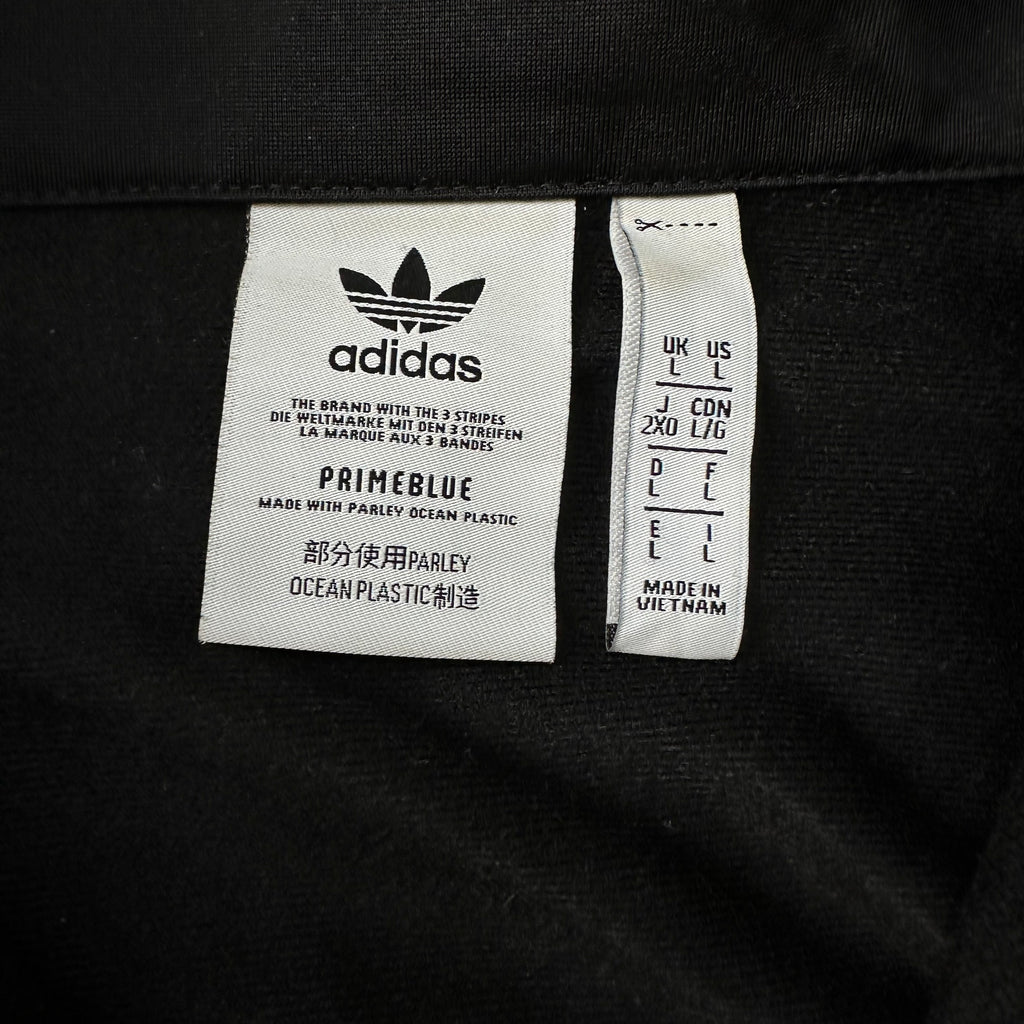 adidas
THE BRAND WITH THE 3 STRIPES
DIE WELTMARKE MIT DEN 3 STREIFEN
LA MARQUE AUX 3 BANDES
PRIMEBLUE
MADE WITH PARLEY OCEAN PLASTIC
部分使用PARLEY
OCEAN PLASTIC制造
UK US
L L
J CDN
2XO L/G
D F
L L
E I
L L
MADE IN
VIETNAM